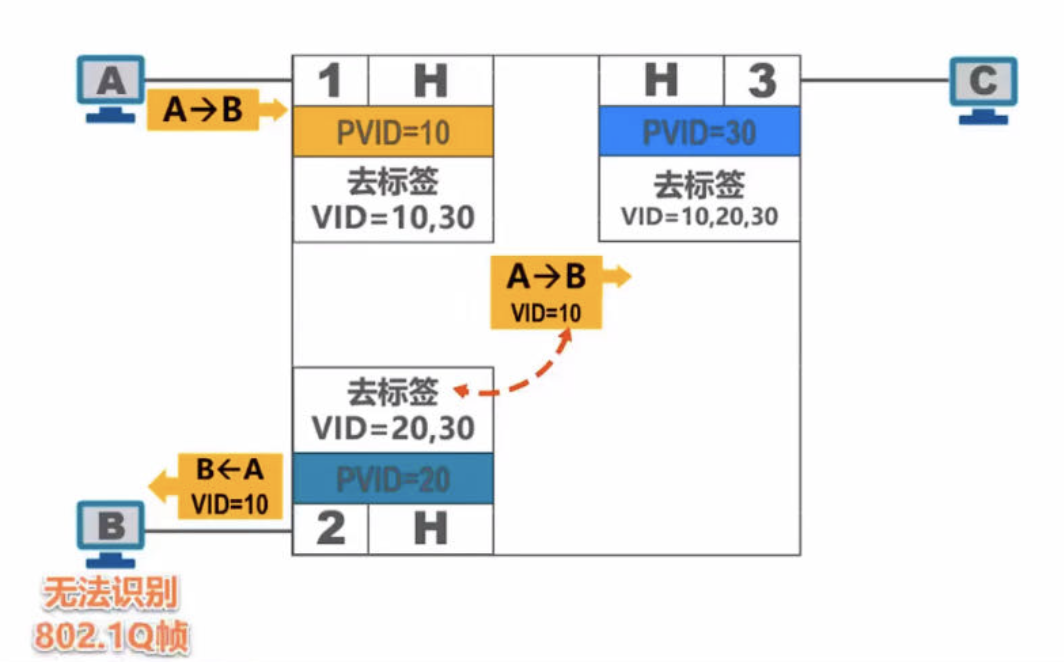 A
A→B
1 H
PVID=10
去标签
VID=10,30
H 3
PVID=30
去标签
VID=10,20,30
C
A→B
VID=10
去标签
VID=20,30
PVID=20
2 H
B←A
VID=10
B
无法识别
802.1Q帧